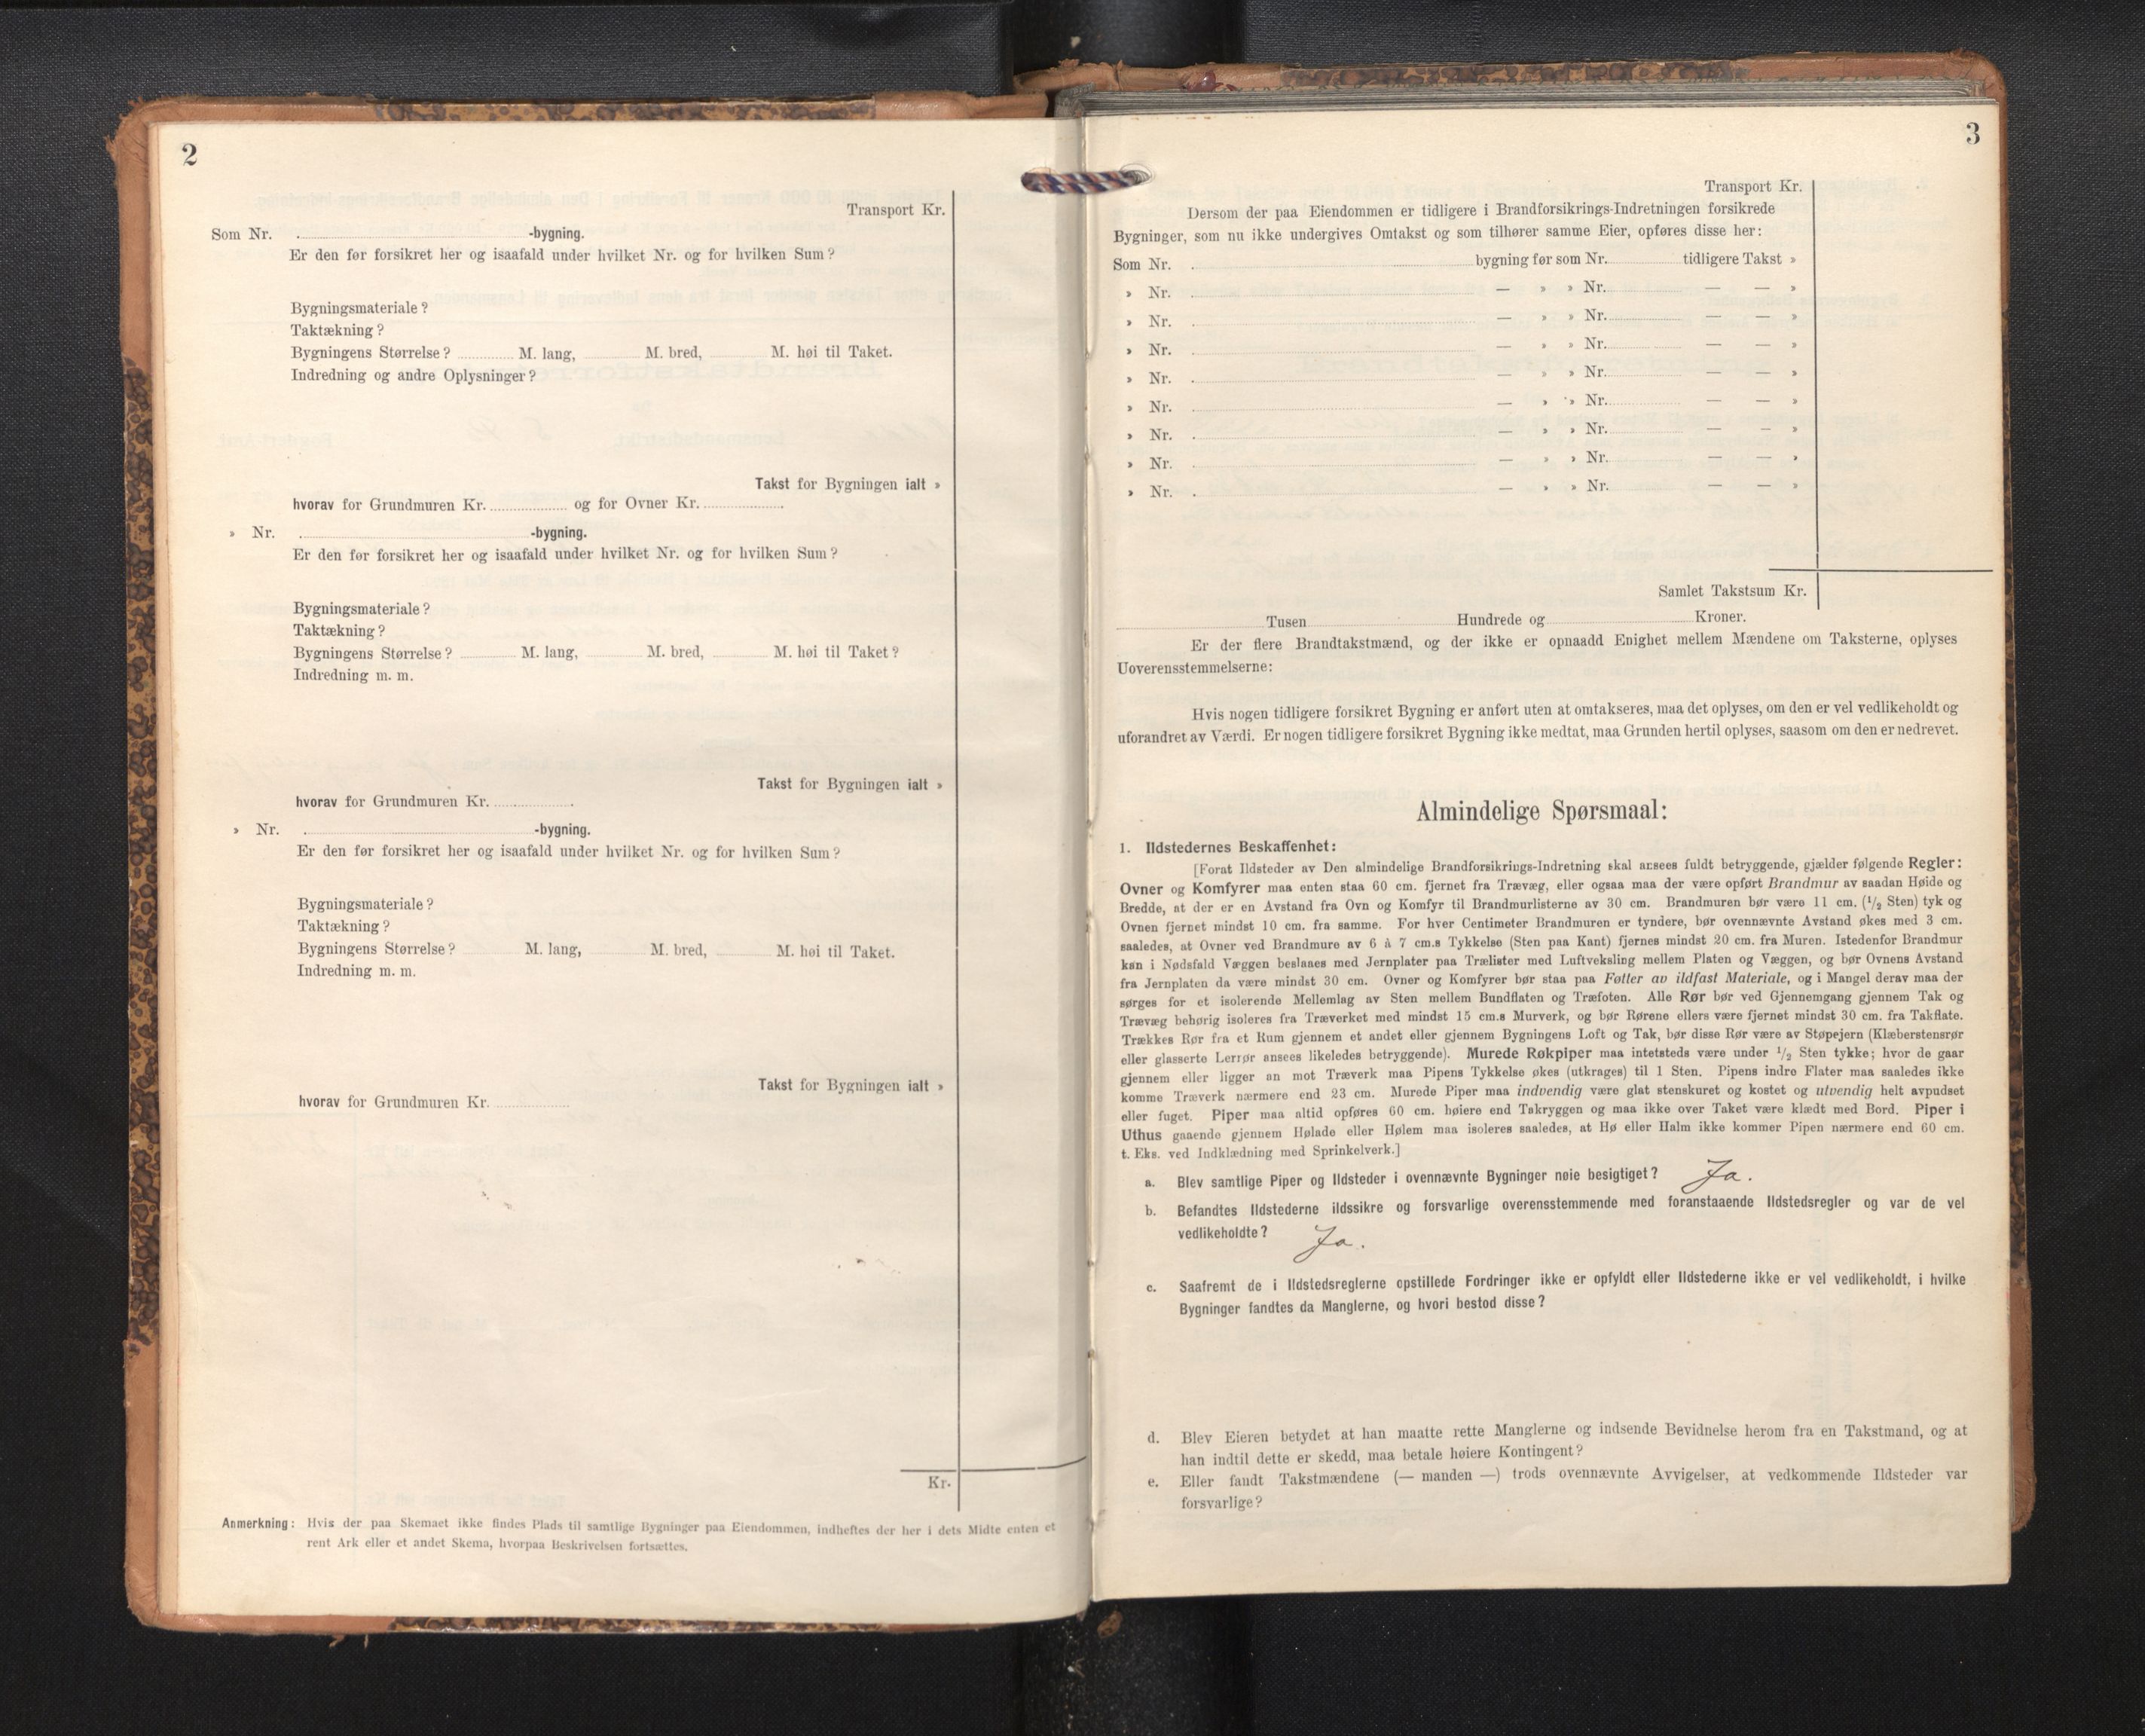 2
Transport Kr.
Som Nr. -bygning.
Er den før forsikret her og isaafald under hvilket Nr. og for hvilken Sum?
Bygningsmateriale?
Taktækning?
Bygningens Størrelse? M. lang, M. bred, M. høi til Taket.
Indredning og andre Oplysninger?
Takst for Bygningen ialt »
hvorav for Grundmuren Kr. og for Ovner Kr.
» Nr. -bygning.
Er den før forsikret her og isaafald under hvilket Nr. og for hvilken Sum?
Bygningsmateriale?
Taktækning?
Bygningens Størrelse? M. lang, M. bred, M. høi til Taket?
Indredning m. m.
Takst for Bygningen ialt »
hvorav for Grundmuren Kr.
» Nr. -bygning.
Er den før forsikret her og isaafald under hvilket Nr. og for hvilken Sum?
Bygningsmateriale?
Taktækning?
Bygningens Størrelse? M. lang, M. bred, M. høi til Taket.
Indredning m. m.
Takst for Bygningen ialt »
hvorav for Grundmuren Kr.
Kr.
Anmerkning: Hvis der paa Skemaet ikke findes Plads til samtlige Bygninger paa Eiendommen, indheftes der her i dets Midte enten et
rent Ark eller et andet Skema, hvorpaa Beskrivelsen fortsættes.
3
Transport Kr.
Dersom der paa Eiendommen er tidligere i Brandforsikrings-Indretningen forsikrede
Bygninger, som nu ikke undergives Omtakst og som tilhører samme Eier, opføres disse her:
Som Nr. bygning før som Nr. tidligere Takst »
» Nr. — » » Nr. — — »
» Nr. — » » Nr. — — »
» Nr. — » » Nr. — — »
» Nr. — » » Nr. — — »
» Nr. — » » Nr. — — »
» Nr. — » » Nr. — — »
» Nr. — » » Nr. — — »
» Nr. — » » Nr. — — »
Samlet Takstsum Kr.
Tusen Hundrede og Kroner.
Er der flere Brandtakstmænd, og der ikke er opnaadd Enighet mellem Mændene om Taksterne, oplyses
Uoverensstemmelserne:
Hvis nogen tidligere forsikret Bygning er anført uten at omtakseres, maa det oplyses, om den er vel vedlikeholdt og
uforandret av Værdi. Er nogen tidligere forsikret Bygning ikke medtat, maa Grunden hertil oplyses, saasom om den er nedrevet.
Almindelige Spørsmaal:
1. Ildstedernes Beskaffenhet:
[Forat Ildsteder av Den almindelige Brandforsikrings-Indretning skal ansees fuldt betryggende, gjælder følgende Regler:
Ovner og Komfyrer maa enten staa 60 cm. fjernet fra Trævæg, eller ogsaa maa der være opført Brandmur av saadan Høide og
Bredde, at der er en Avstand fra Ovn og Komfyr til Brandmurlisterne av 30 cm. Brandmuren bør være 11 cm. (1/2 Sten) tyk og
Ovnen fjernet mindst 10 cm. fra samme. For hver Centimeter Brandmuren er tyndere, bør ovennævnte Avstand økes med 3 cm.
saaledes, at Ovner ved Brandmure av 6 à 7 cm.s Tykkelse (Sten paa Kant) fjernes mindst 20 cm. fra Muren. Istedenfor Brandmur
kan i Nødsfald Væggen beslaaes med Jernplater paa Trælister med Luftveksling mellem Platen og Væggen, og bør Ovnens Avstand
fra Jernplaten da være mindst 30 cm. Ovner og Komfyrer bør staa paa Føtter av ildfast Materiale, og i Mangel derav maa der
sørges for et isolerende Mellemlag av Sten mellem Bundflaten og Træfoten. Alle Rør bør ved Gjennemgang gjennem Tak og
Trævæg behørig isoleres fra Træverket med mindst 15 cm.s Murverk, og bør Rørene ellers være fjernet mindst 30 cm. fra Takflate.
Trækkes Rør fra et Rum gjennem et andet eller gjennem Bygningens Loft og Tak, bør disse Rør være av Støpejern (Klæberstensrør
eller glasserte Lerrør ansees likeledes betryggende). Murede Røkpiper maa intetsteds være under 1/2 Sten tykke; hvor de gaar
gjennem eller ligger an mot Træverk maa Pipens Tykkelse økes (utkrages) til 1 Sten. Pipens indre Flater maa saaledes ikke
komme Træverk nærmere end 23 cm. Murede Piper maa indvendig være glat stenskuret og kostet og utvendig helt avpudset
eller fuget. Piper maa altid opføres 60 cm. høiere end Takryggen og maa ikke over Taket være klædt med Bord. Piper i
Uthus gaaende gjennem Hølade eller Hølem maa isoleres saaledes, at Hø eller Halm ikke kommer Pipen nærmere end 60 cm.
t. Eks. ved Indklædning med Sprinkelverk.]
a. Blev samtlige Piper og Ildsteder i ovennævnte Bygninger nøie besigtiget? Ja.
b. Befandtes Ildstederne ildssikre og forsvarlige overensstemmende med foranstaaende Ildstedsregler og var de vel
vedlikeholdte? Ja.
c. Saafremt de i Ildstedsreglerne opstillede Fordringer ikke er opfyldt eller Ildstederne ikke er vel vedlikeholdt, i hvilke
Bygninger fandtes da Manglerne, og hvori bestod disse?
d. Blev Eieren betydet at han maatte rette Manglerne og indsende Bevidnelse herom fra en Takstmand, og at
han indtil dette er skedd, maa betale høiere Kontingent?
e. Eller fandt Takstmændene (— manden —) trods ovennævnte Avvigelser, at vedkommende Ildsteder var
forsvarlige?